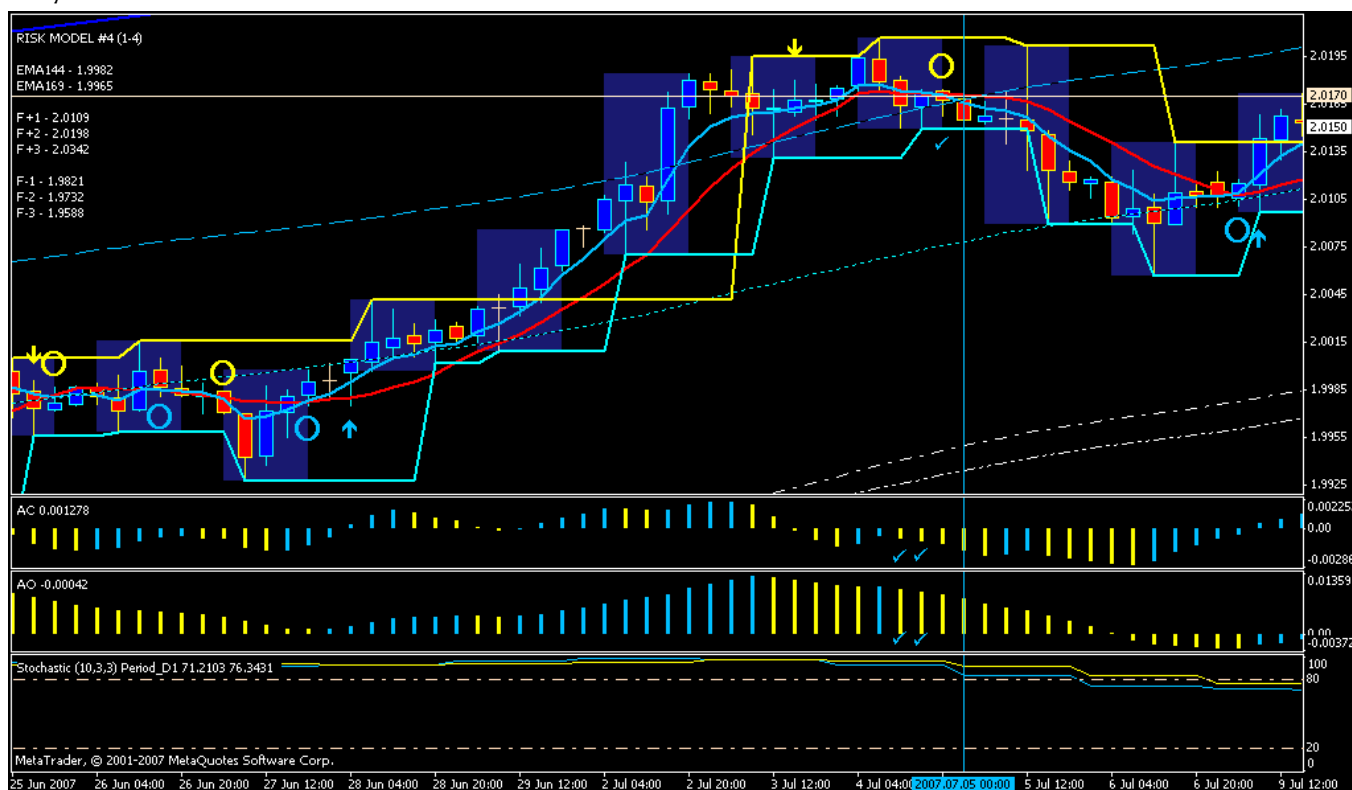 RISK MODEL #4 (1-4)
EMA144 - 1.9982
EMA169 - 1.9965
F+1 - 2.0109
F+2 - 2.0198
F+3 - 2.0342
F-1 - 1.9821
F-2 - 1.9732
F-3 - 1.9588
2.0195
2.0170
2.0165
2.0150
2.0135
2.0105
2.0075
2.0045
2.0015
1.9985
1.9955
1.9925
AC 0.001278
0.002253
0.00
-0.00286
AO -0.00042
0.01359
0.00
-0.00372
Stochastic (10,3,3) Period_D1 71.2103 76.3431
100
80
20
0
MetaTrader, © 2001-2007 MetaQuotes Software Corp.
25 Jun 2007 26 Jun 04:00 26 Jun 20:00 27 Jun 12:00 28 Jun 04:00 28 Jun 20:00 29 Jun 12:00 2 Jul 04:00 2 Jul 20:00 3 Jul 12:00 4 Jul 04:00 2007.07.05 00:00 5 Jul 12:00 6 Jul 04:00 6 Jul 20:00 9 Jul 12:00